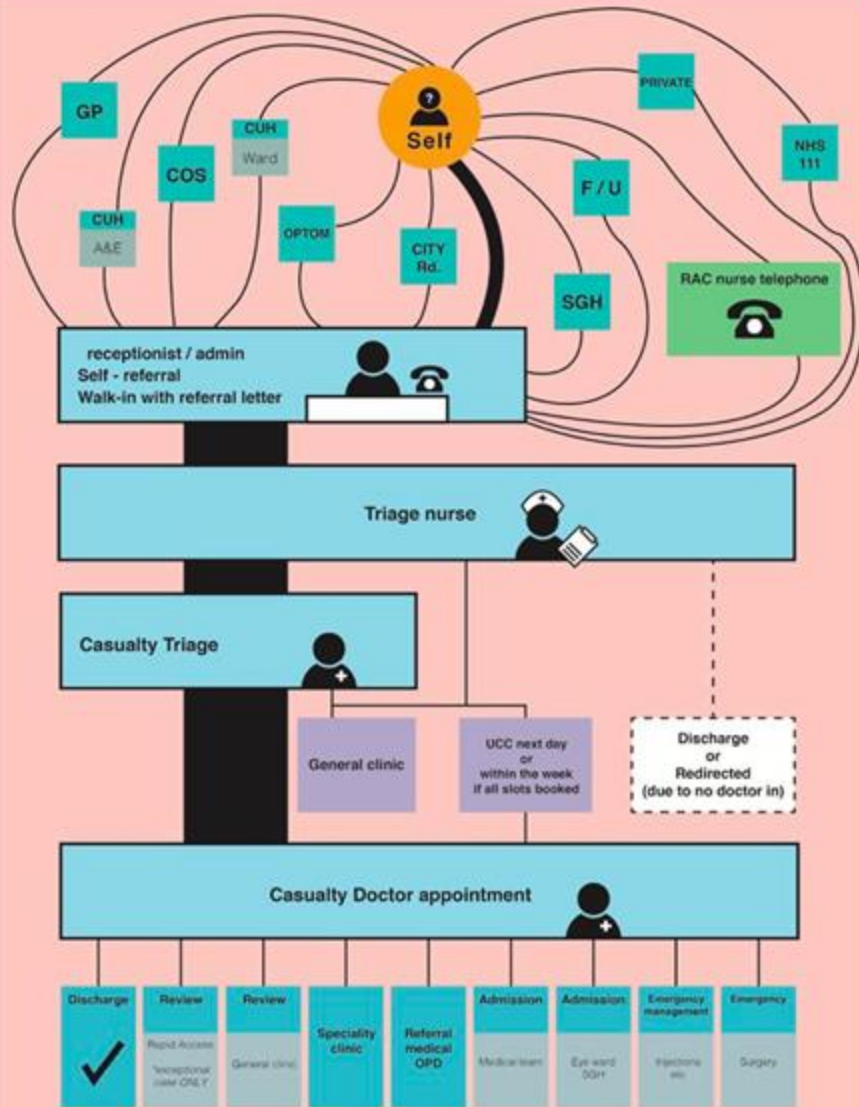 ?
Self
GP
CUH
Ward
COS
CUH
A&E
OPTOM
CITY
Rd.
F / U
SGH
PRIVATE
NHS
111
RAC nurse telephone
receptionist / admin
Self - referral
Walk-in with referral letter
Triage nurse
Casualty Triage
General clinic
UCC next day
or
within the week
if all slots booked
Discharge
or
Redirected
(due to no doctor in)
Casualty Doctor appointment
Discharge
Review
Rapid Access
*exceptional
case ONLY
Review
General clinic
Speciality
clinic
Referral
medical
OPD
Admission
Medical team
Admission
Eye ward
SGH
Emergency
management
Injections
etc
Emergency
Surgery